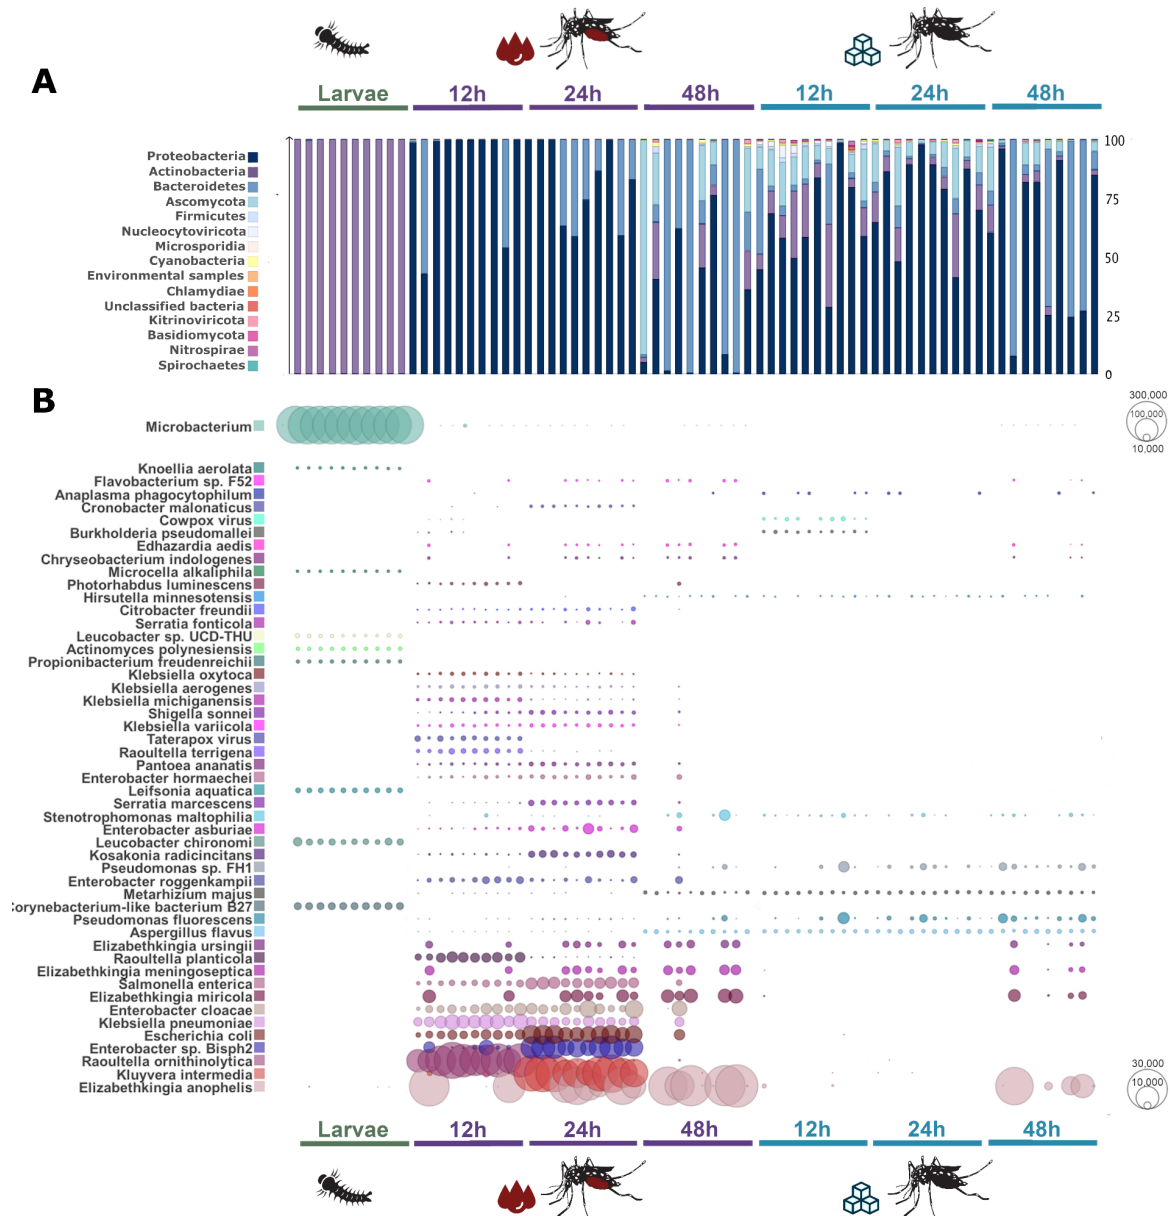 A
Larvae 12h 24h 48h 12h 24h 48h
Proteobacteria
Actinobacteria
Bacteroidetes
Ascomycota
Firmicutes
Nucleocytoviricota
Microsporidia
Cyanobacteria
Environmental samples
Chlamydiae
Unclassified bacteria
Kitrinoviricota
Basidiomycota
Nitrospirae
Spirochaetes
100
75
50
25
0
B
300,000
100,000
10,000
Microbacterium
Knoellia aerolata
Flavobacterium sp. F52
Anaplasma phagocytophilum
Cronobacter malonaticus
Cowpox virus
Burkholderia pseudomallei
Edhazardia aedis
Chryseobacterium indologenes
Microcella alkaliphila
Photorhabdus luminescens
Hirsutella minnesotensis
Citrobacter freundii
Serratia fonticola
Leucobacter sp. UCD-THU
Actinomyces polynesiensis
Propionibacterium freudenreichii
Klebsiella oxytoca
Klebsiella aerogenes
Klebsiella michiganensis
Shigella sonnei
Klebsiella variicola
Taterapox virus
Raoultella terrigena
Pantoea ananatis
Enterobacter hormaechei
Leifsonia aquatica
Serratia marcescens
Stenotrophomonas maltophilia
Enterobacter asburiae
Leucobacter chironomi
Kosakonia radicincitans
Pseudomonas sp. FH1
Enterobacter roggenkampii
Metarhizium majus
Corynebacterium-like bacterium B27
Pseudomonas fluorescens
Aspergillus flavus
Elizabethkingia ursingii
Raoultella planticola
Elizabethkingia meningoseptica
Salmonella enterica
Elizabethkingia miricola
Enterobacter cloacae
Klebsiella pneumoniae
Escherichia coli
Enterobacter sp. Bisph2
Raoultella ornithinolytica
Kluyvera intermedia
Elizabethkingia anophelis
30,000
10,000
Larvae 12h 24h 48h 12h 24h 48h